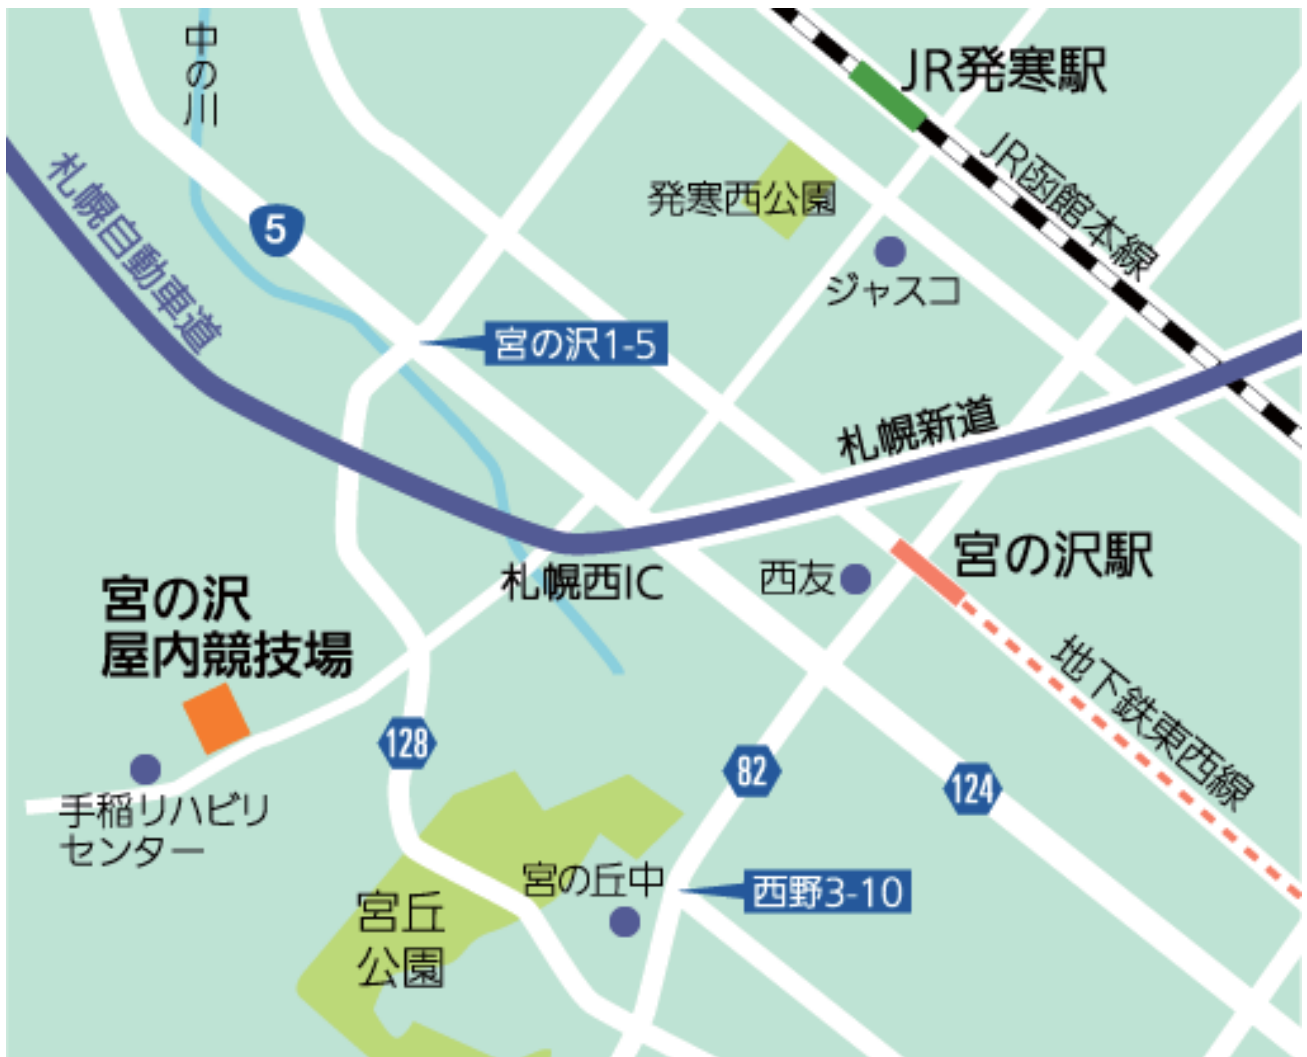 中の川
JR発寒駅
JR函館本線
札幌自動車道
発寒西公園
5
ジャスコ
宮の沢1-5
札幌新道
宮の沢駅
西友
札幌西IC
宮の沢
屋内競技場
地下鉄東西線
128
82
124
手稲リハビリ
センター
宮の丘中
西野3-10
宮丘
公園